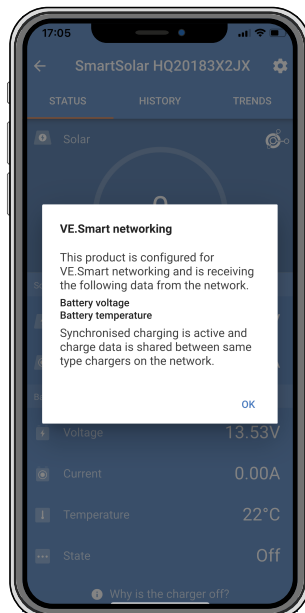 17:05
SmartSolar HQ20183X2JX
STATUS HISTORY TRENDS
Solar
VE.Smart networking
This product is configured for
VE.Smart networking and is receiving
the following data from the network.
Battery voltage
Battery temperature
Synchronised charging is active and
charge data is shared between same
type chargers on the network.
OK
Voltage 13.53V
Current 0.00A
Temperature 22°C
State Off
Why is the charger off?